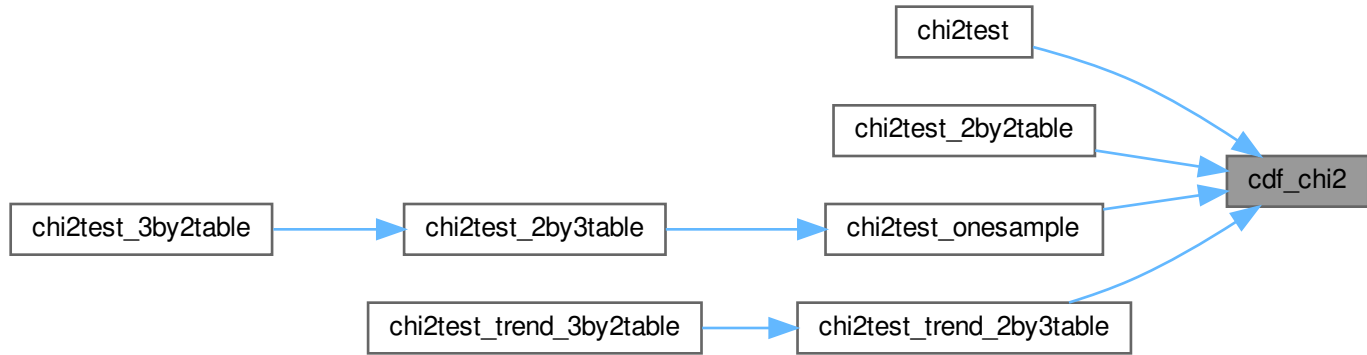 chi2test
chi2test_2by2table
cdf_chi2
chi2test_3by2table
chi2test_2by3table
chi2test_onesample
chi2test_trend_3by2table
chi2test_trend_2by3table